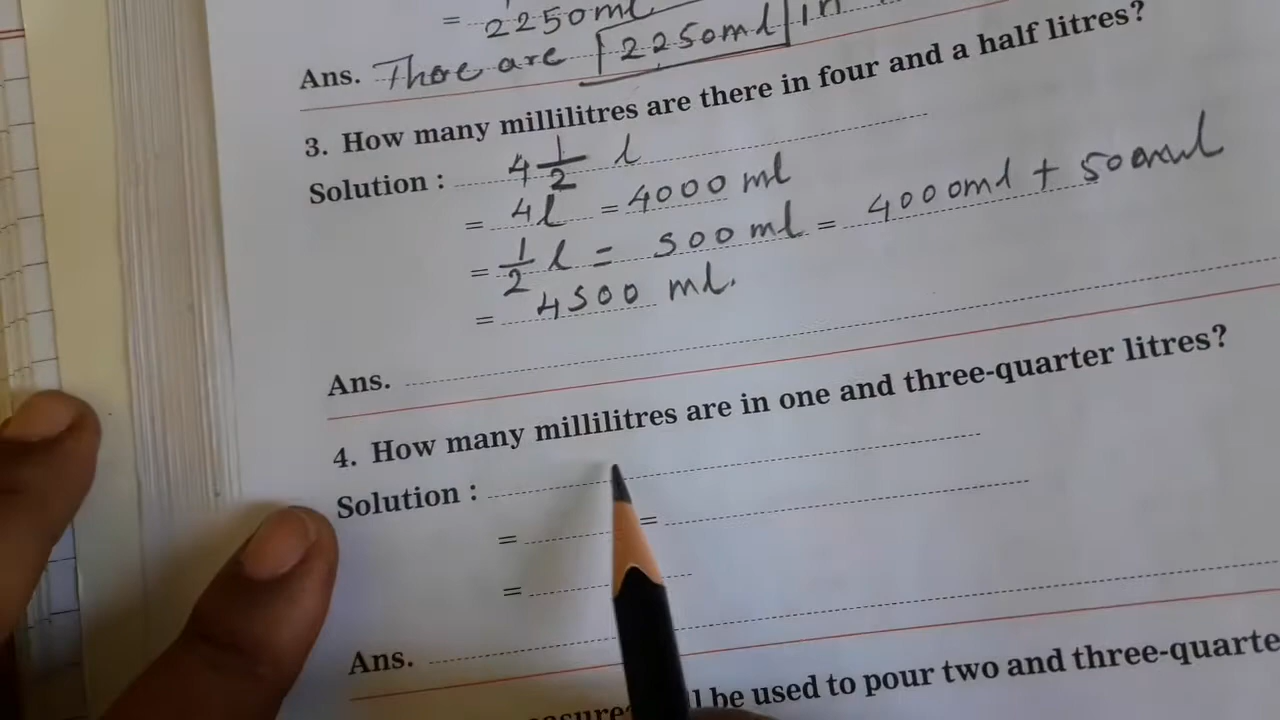 = 2250ml
Ans. There are 2250ml in
3. How many millilitres are there in four and a half litres?
Solution : 4 1/2 l
= 4l = 4000 ml
= 1/2 l = 500 ml = 4000ml + 500ml
= 4500 ml.
Ans.
4. How many millilitres are in one and three-quarter litres?
Solution :
= =
=
Ans.
be used to pour two and three-quarte